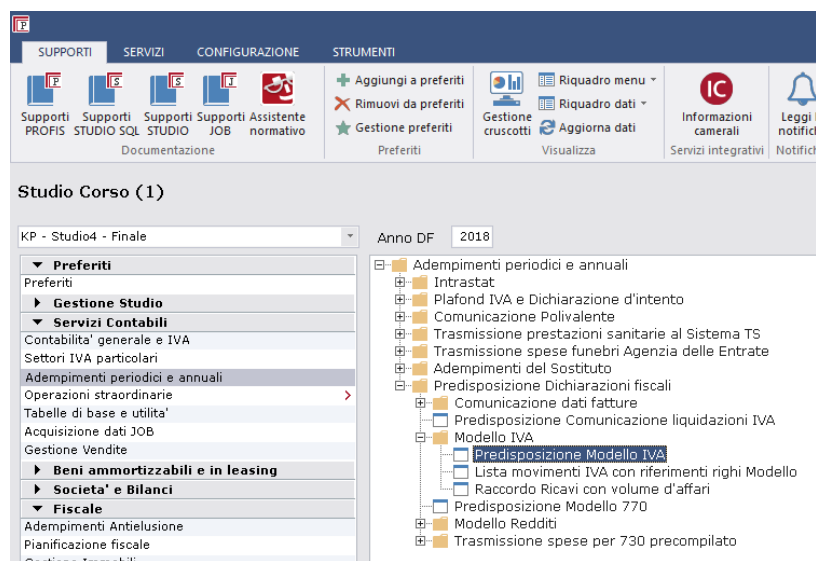 P
SUPPORTI SERVIZI CONFIGURAZIONE STRUMENTI
P S S J
Supporti PROFIS
Supporti STUDIO SQL
Supporti STUDIO
Supporti JOB
Assistente normativo
Documentazione
Aggiungi a preferiti
Rimuovi da preferiti
Gestione preferiti
Preferiti
Gestione cruscotti
Riquadro menu
Riquadro dati
Aggiorna dati
Visualizza
IC
Informazioni camerali
Servizi integrativi
Leggi
notific
Notific
Studio Corso (1)
KP - Studio4 - Finale
Anno DF 2018
Preferiti
Preferiti
Gestione Studio
Servizi Contabili
Contabilita' generale e IVA
Settori IVA particolari
Adempimenti periodici e annuali
Operazioni straordinarie
Tabelle di base e utilita'
Acquisizione dati JOB
Gestione Vendite
Beni ammortizzabili e in leasing
Societa' e Bilanci
Fiscale
Adempimenti Antielusione
Pianificazione fiscale
Adempimenti periodici e annuali
Intrastat
Plafond IVA e Dichiarazione d'intento
Comunicazione Polivalente
Trasmissione prestazioni sanitarie al Sistema TS
Trasmissione spese funebri Agenzia delle Entrate
Adempimenti del Sostituto
Predisposizione Dichiarazioni fiscali
Comunicazione dati fatture
Predisposizione Comunicazione liquidazioni IVA
Modello IVA
Predisposizione Modello IVA
Lista movimenti IVA con riferimenti righi Modello
Raccordo Ricavi con volume d'affari
Predisposizione Modello 770
Modello Redditi
Trasmissione spese per 730 precompilato